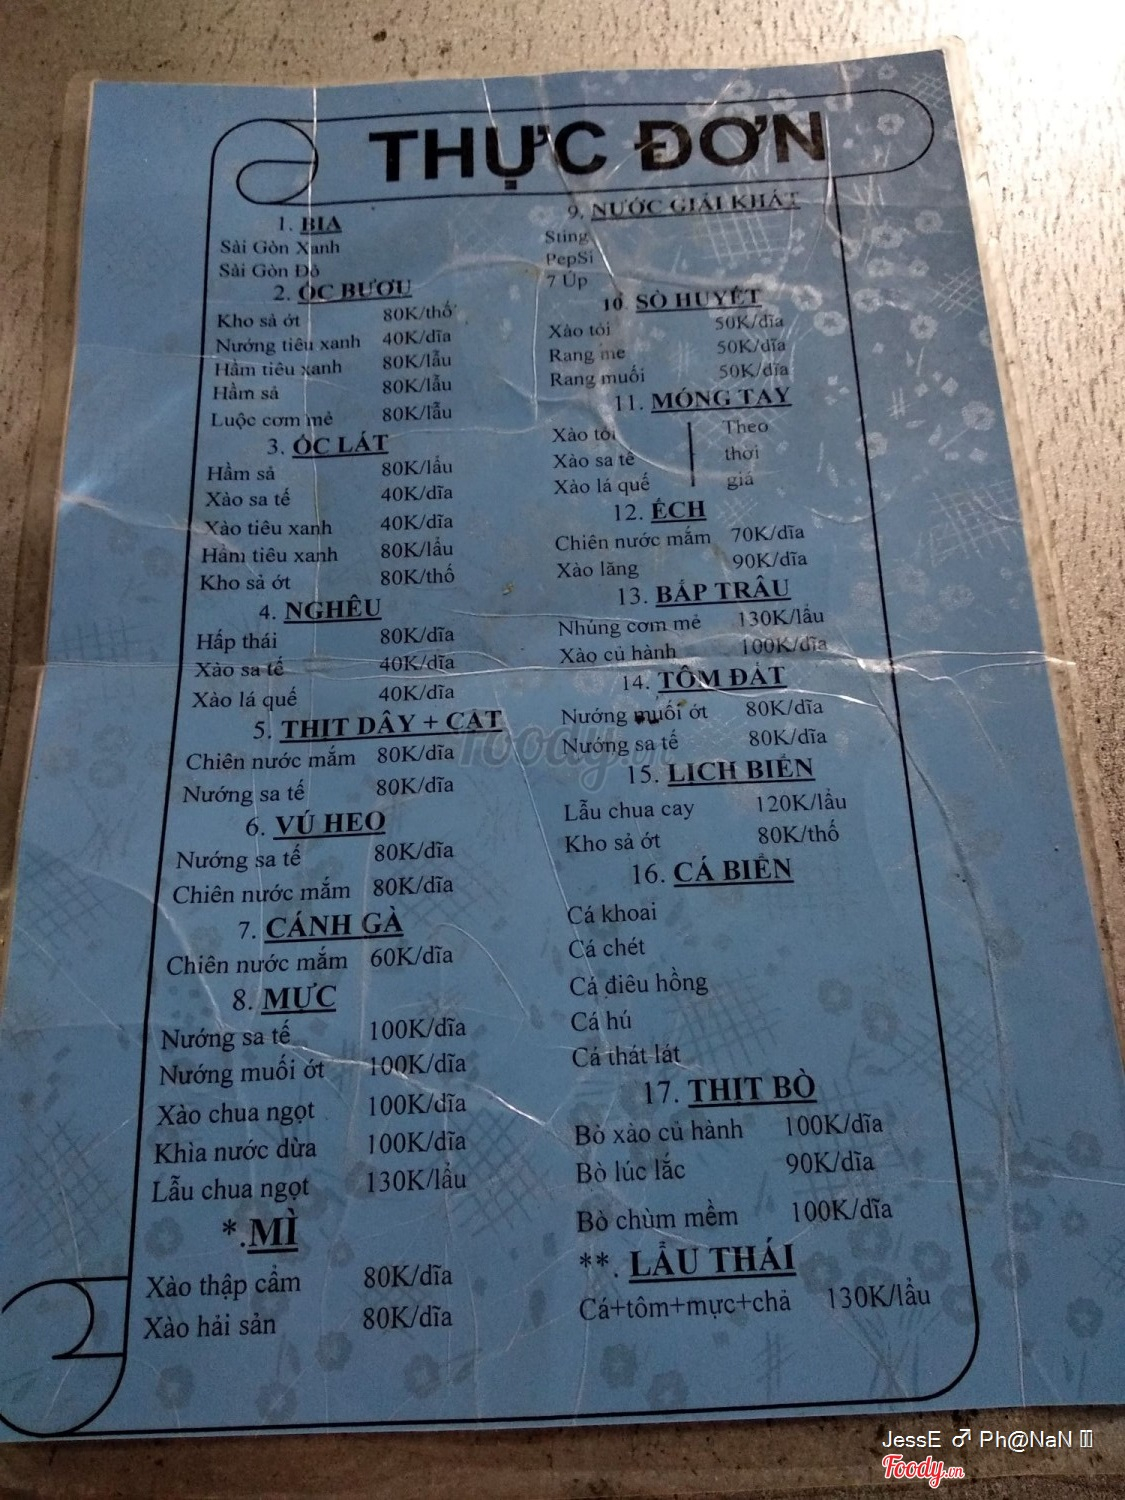 THỰC ĐƠN
1. BIA
Sài Gòn Xanh
Sài Gòn Đỏ
2. ỐC BƯƠU
Kho sả ớt 80K/thố
Nướng tiêu xanh 40K/dĩa
Hầm tiêu xanh 80K/lẩu
Hầm sả 80K/lẩu
Luộc cơm mẻ 80K/lẩu
3. ỐC LÁT
Hầm sả 80K/lẩu
Xào sa tế 40K/dĩa
Xào tiêu xanh 40K/dĩa
Hầm tiêu xanh 80K/lẩu
Kho sả ớt 80K/thố
4. NGHÊU
Hấp thái 80K/dĩa
Xào sa tế 40K/dĩa
Xào lá quế 40K/dĩa
5. THỊT DÂY + CẬT
Chiên nước mắm 80K/dĩa
Nướng sa tế 80K/dĩa
6. VÚ HEO
Nướng sa tế 80K/dĩa
Chiên nước mắm 80K/dĩa
7. CÁNH GÀ
Chiên nước mắm 60K/dĩa
8. MỰC
Nướng sa tế 100K/dĩa
Nướng muối ớt 100K/dĩa
Xào chua ngọt 100K/dĩa
Khìa nước dừa 100K/dĩa
Lẩu chua ngọt 130K/lẩu
*.MÌ
Xào thập cẩm 80K/dĩa
Xào hải sản 80K/dĩa
9. NƯỚC GIẢI KHÁT
Sting
PepSi
7 Úp
10. SÒ HUYẾT
Xào tỏi 50K/dĩa
Rang me 50K/dĩa
Rang muối 50K/dĩa
11. MÓNG TAY
Xào tỏi Theo
Xào sa tế thơi
Xào lá quế giá
12. ẾCH
Chiên nước mắm 70K/dĩa
Xào lăng 90K/dĩa
13. BẮP TRÂU
Nhúng cơm mẻ 130K/lẩu
Xào củ hành 100K/dĩa
14. TÔM ĐẤT
Nướng muối ớt 80K/dĩa
Nướng sa tế 80K/dĩa
15. LỊCH BIỂN
Lẩu chua cay 120K/lẩu
Kho sả ớt 80K/thố
16. CÁ BIỂN
Cá khoai
Cá chét
Cá điêu hồng
Cá hú
Cá thát lát
17. THỊT BÒ
Bò xào củ hành 100K/dĩa
Bò lúc lắc 90K/dĩa
Bò chùm mềm 100K/dĩa
**. LẨU THÁI
Cá+tôm+mực+chả 130K/lẩu
Foody.vn
JessE ♂ Ph@NaN
Foody.vn